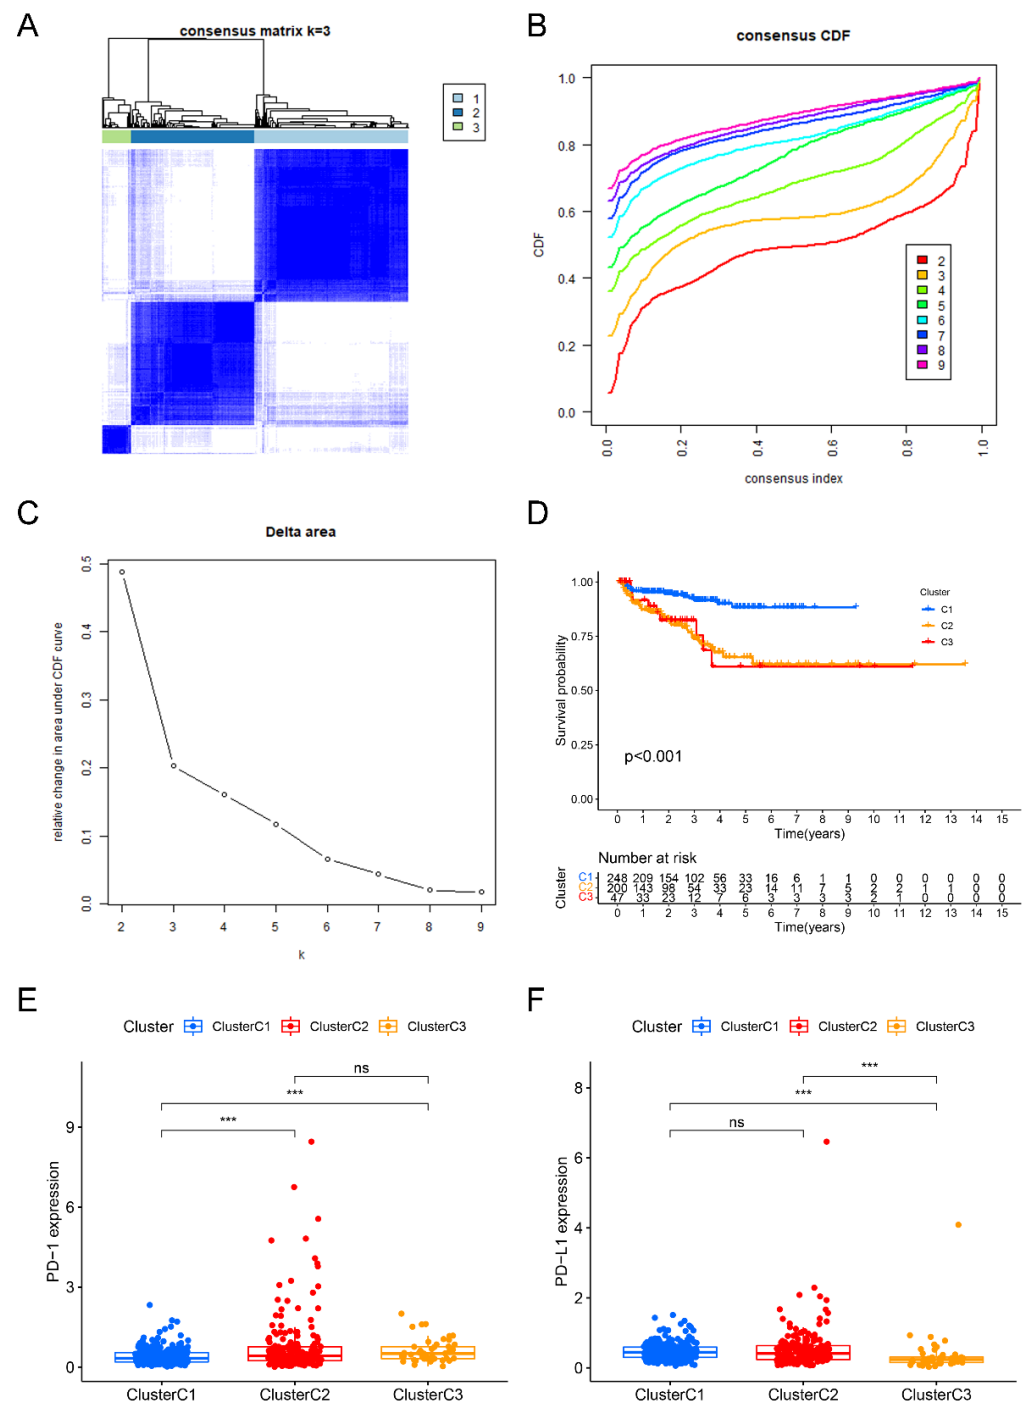 A
consensus matrix k=3
1
2
3
B
consensus CDF
1.0
0.8
0.6
0.4
0.2
0.0
CDF
2
3
4
5
6
7
8
9
0.0 0.2 0.4 0.6 0.8 1.0
consensus index
C
Delta area
0.5
0.4
0.3
0.2
0.1
0.0
relative change in area under CDF curve
2 3 4 5 6 7 8 9
k
D
1.00
0.75
0.50
0.25
0.00
Survival probability
Cluster
C1
C2
C3
p<0.001
0 1 2 3 4 5 6 7 8 9 10 11 12 13 14 15
Time(years)
Number at risk
Cluster
C1 248 209 154 102 56 33 16 6 1 1 0 0 0 0 0 0
C2 200 143 98 54 33 23 14 11 7 5 2 2 1 1 0 0
C3 47 33 23 12 7 6 3 3 3 3 2 1 0 0 0 0
0 1 2 3 4 5 6 7 8 9 10 11 12 13 14 15
Time(years)
E
Cluster ClusterC1 ClusterC2 ClusterC3
ns
***
***
9
6
3
0
PD−1 expression
ClusterC1 ClusterC2 ClusterC3
F
Cluster ClusterC1 ClusterC2 ClusterC3
***
***
ns
8
6
4
2
0
PD−L1 expression
ClusterC1 ClusterC2 ClusterC3